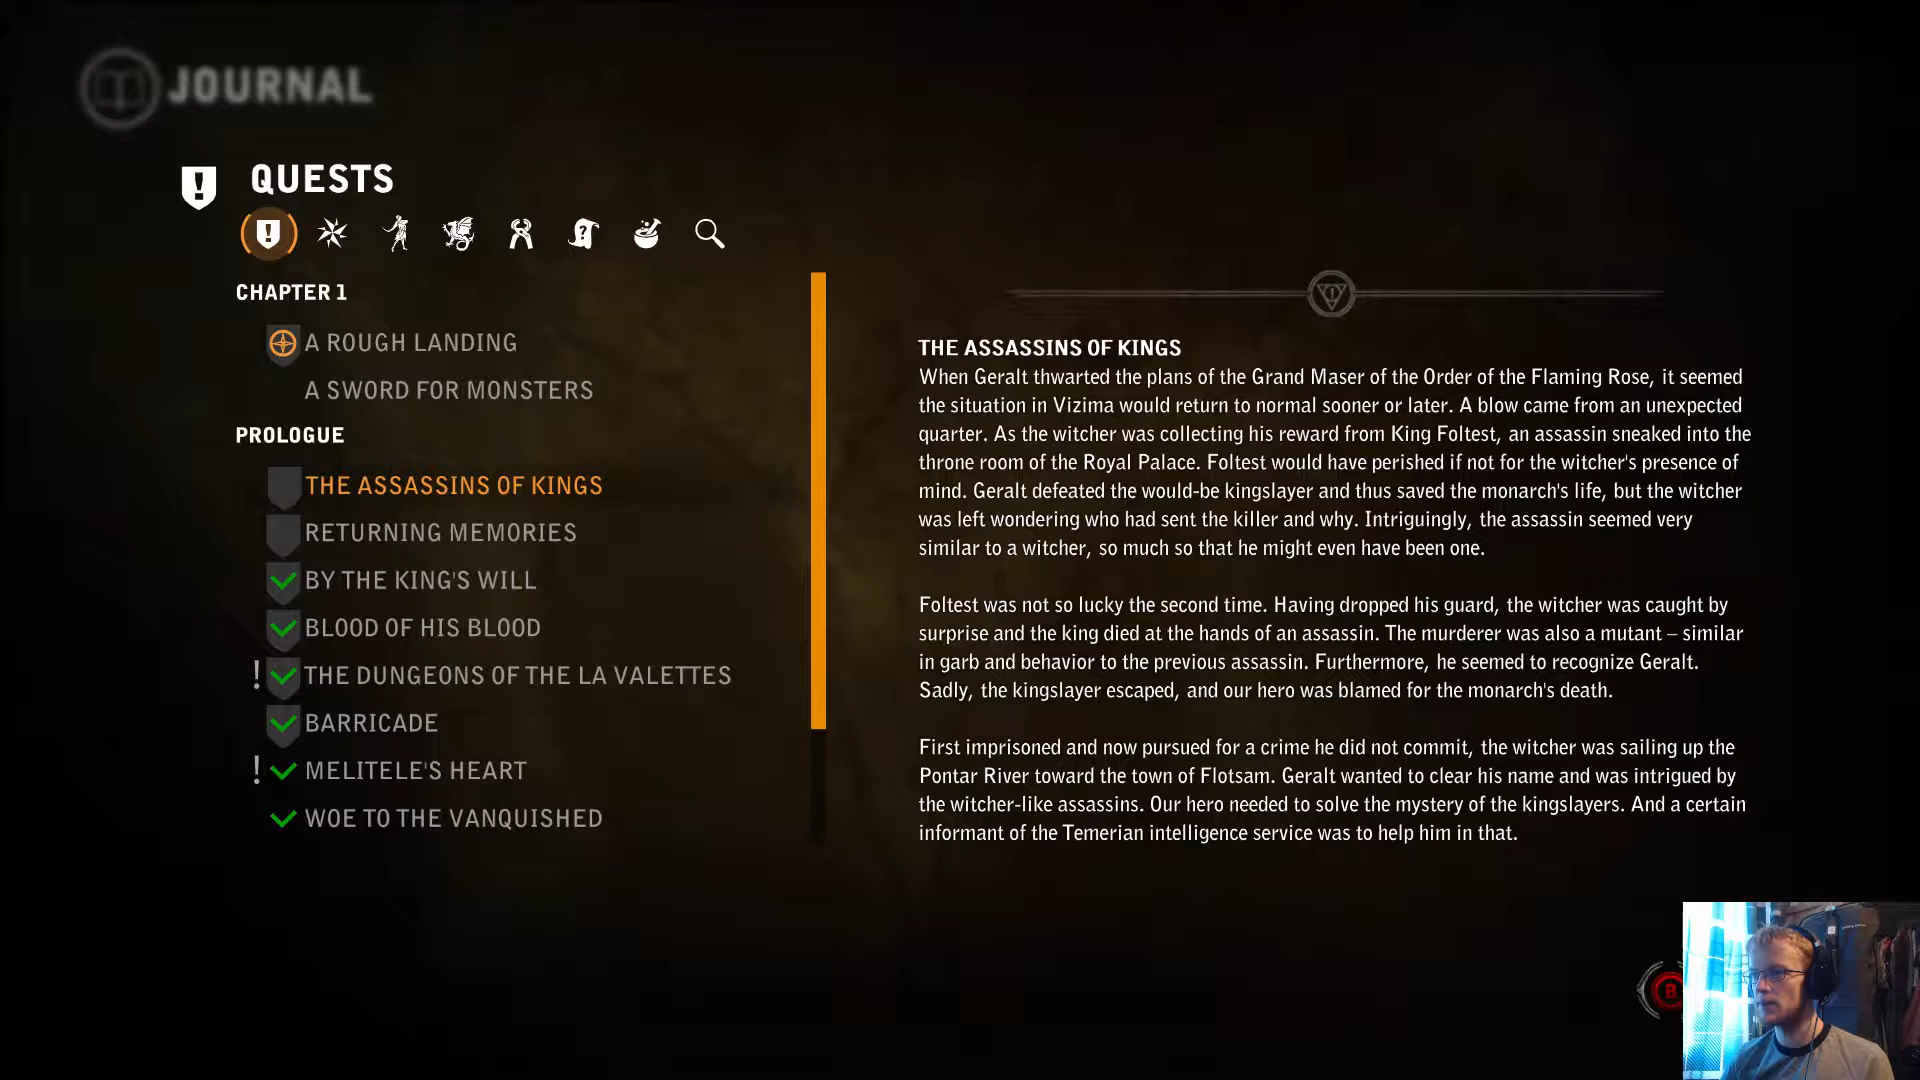 JOURNAL
QUESTS
CHAPTER 1
A ROUGH LANDING
A SWORD FOR MONSTERS
PROLOGUE
THE ASSASSINS OF KINGS
RETURNING MEMORIES
BY THE KING'S WILL
BLOOD OF HIS BLOOD
! THE DUNGEONS OF THE LA VALETTES
BARRICADE
! MELITELE'S HEART
WOE TO THE VANQUISHED
THE ASSASSINS OF KINGS
When Geralt thwarted the plans of the Grand Maser of the Order of the Flaming Rose, it seemed
the situation in Vizima would return to normal sooner or later. A blow came from an unexpected
quarter. As the witcher was collecting his reward from King Foltest, an assassin sneaked into the
throne room of the Royal Palace. Foltest would have perished if not for the witcher's presence of
mind. Geralt defeated the would-be kingslayer and thus saved the monarch's life, but the witcher
was left wondering who had sent the killer and why. Intriguingly, the assassin seemed very
similar to a witcher, so much so that he might even have been one.
Foltest was not so lucky the second time. Having dropped his guard, the witcher was caught by
surprise and the king died at the hands of an assassin. The murderer was also a mutant – similar
in garb and behavior to the previous assassin. Furthermore, he seemed to recognize Geralt.
Sadly, the kingslayer escaped, and our hero was blamed for the monarch's death.
First imprisoned and now pursued for a crime he did not commit, the witcher was sailing up the
Pontar River toward the town of Flotsam. Geralt wanted to clear his name and was intrigued by
the witcher-like assassins. Our hero needed to solve the mystery of the kingslayers. And a certain
informant of the Temerian intelligence service was to help him in that.
B